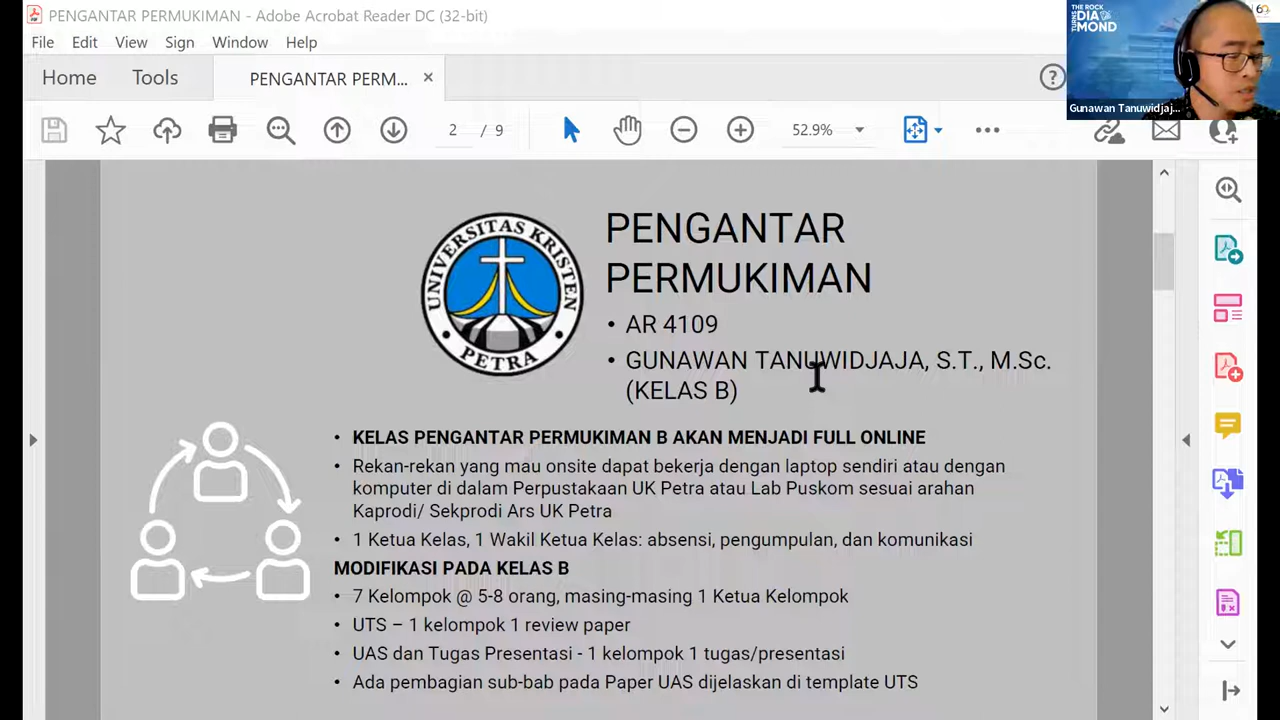 PENGANTAR PERMUKIMAN - Adobe Acrobat Reader DC (32-bit)
File Edit View Sign Window Help
Home Tools PENGANTAR PERM... ×
2 / 9 52.9%
THE ROCK
TURNS
DIA
MOND
Gunawan Tanuwidjaj...
UNIVERSITAS KRISTEN
PETRA
PENGANTAR
PERMUKIMAN
• AR 4109
• GUNAWAN TANUWIDJAJA, S.T., M.Sc.
(KELAS B)
• KELAS PENGANTAR PERMUKIMAN B AKAN MENJADI FULL ONLINE
• Rekan-rekan yang mau onsite dapat bekerja dengan laptop sendiri atau dengan
komputer di dalam Perpustakaan UK Petra atau Lab Puskom sesuai arahan
Kaprodi/ Sekprodi Ars UK Petra
• 1 Ketua Kelas, 1 Wakil Ketua Kelas: absensi, pengumpulan, dan komunikasi
MODIFIKASI PADA KELAS B
• 7 Kelompok @ 5-8 orang, masing-masing 1 Ketua Kelompok
• UTS – 1 kelompok 1 review paper
• UAS dan Tugas Presentasi - 1 kelompok 1 tugas/presentasi
• Ada pembagian sub-bab pada Paper UAS dijelaskan di template UTS